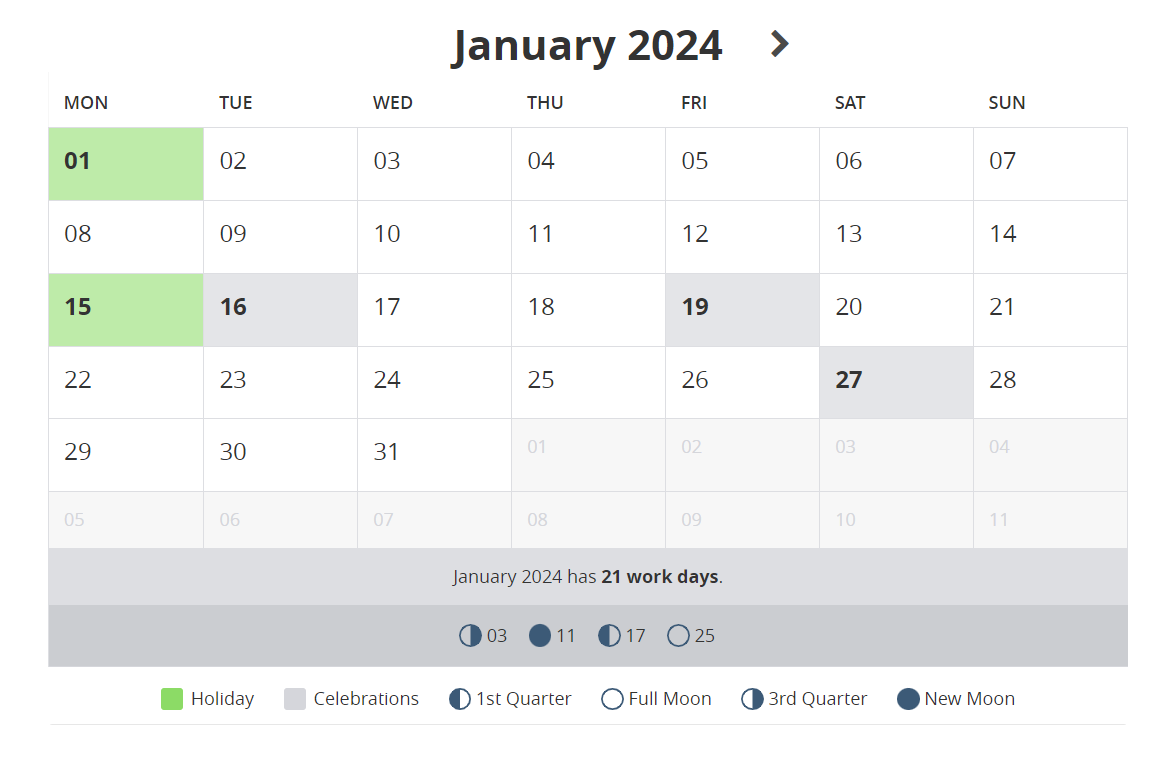 January 2024
MON TUE WED THU FRI SAT SUN
01 02 03 04 05 06 07
08 09 10 11 12 13 14
15 16 17 18 19 20 21
22 23 24 25 26 27 28
29 30 31 01 02 03 04
05 06 07 08 09 10 11
January 2024 has 21 work days.
03 11 17 25
Holiday Celebrations 1st Quarter Full Moon 3rd Quarter New Moon